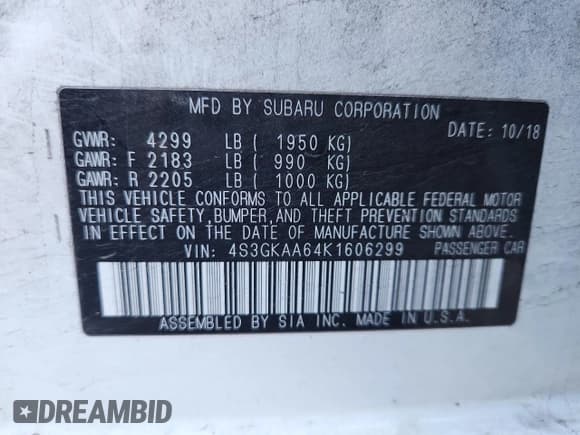 MFD BY SUBARU CORPORATION
DATE: 10/18
GVWR: 4299 LB ( 1950 KG)
GAWR: F 2183 LB ( 990 KG)
GAWR: R 2205 LB ( 1000 KG)
THIS VEHICLE CONFORMS TO ALL APPLICABLE FEDERAL MOTOR
VEHICLE SAFETY, BUMPER, AND THEFT PREVENTION STANDARDS
IN EFFECT ON THE DATE OF MANUFACTURE SHOWN ABOVE.
VIN: 4S3GKAA64K1606299 PASSENGER CAR
ASSEMBLED BY SIA INC. MADE IN U.S.A.
DREAMBID